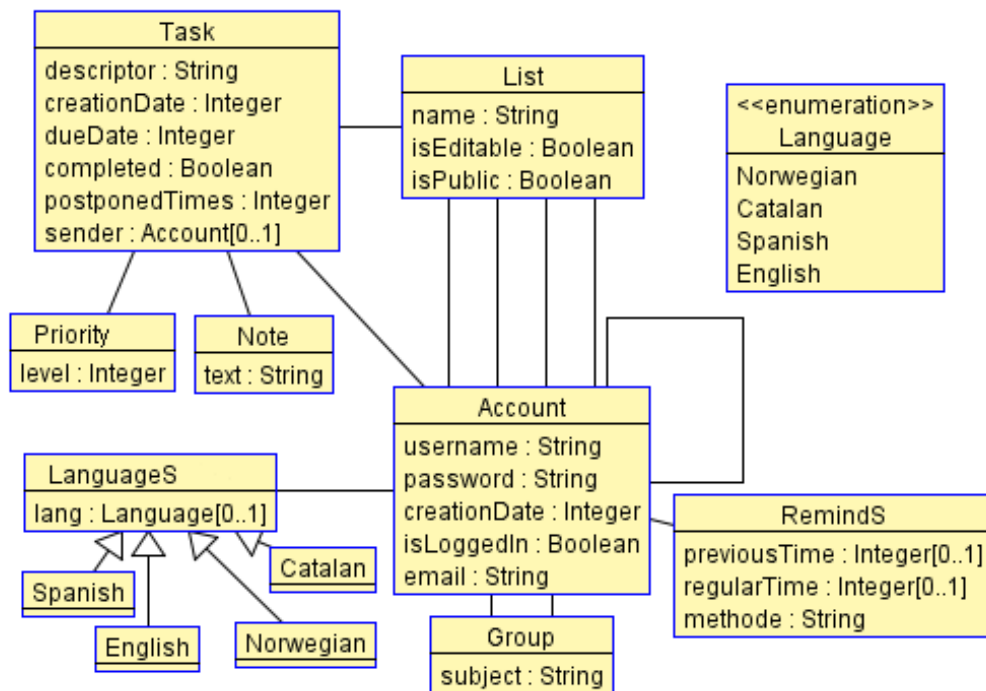 Task
descriptor : String
creationDate : Integer
dueDate : Integer
completed : Boolean
postponedTimes : Integer
sender : Account[0..1]
List
name : String
isEditable : Boolean
isPublic : Boolean
<<enumeration>>
Language
Norwegian
Catalan
Spanish
English
Priority
level : Integer
Note
text : String
Account
username : String
password : String
creationDate : Integer
isLoggedIn : Boolean
email : String
LanguageS
lang : Language[0..1]
Spanish
English
Norwegian
Catalan
RemindS
previousTime : Integer[0..1]
regularTime : Integer[0..1]
methode : String
Group
subject : String